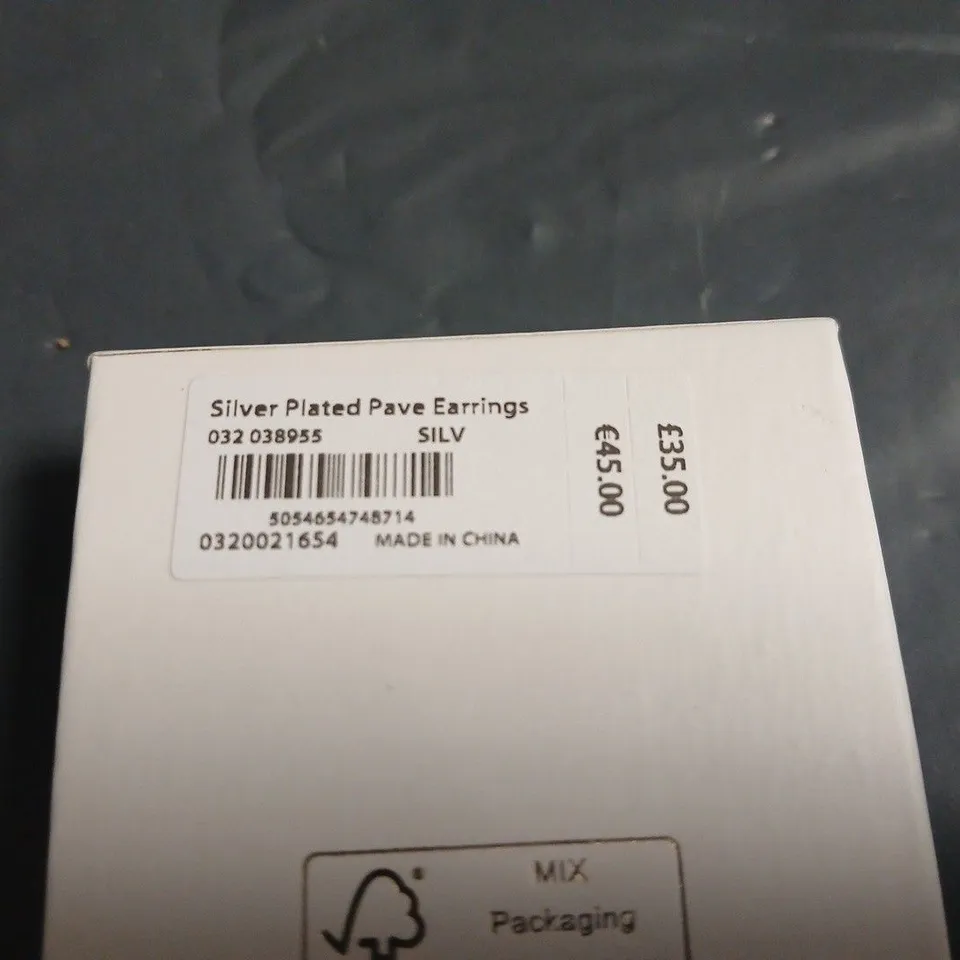 Silver Plated Pave Earrings
032 038955 SILV
5054654748714
0320021654 MADE IN CHINA
€45.00
£35.00
MIX
Packaging